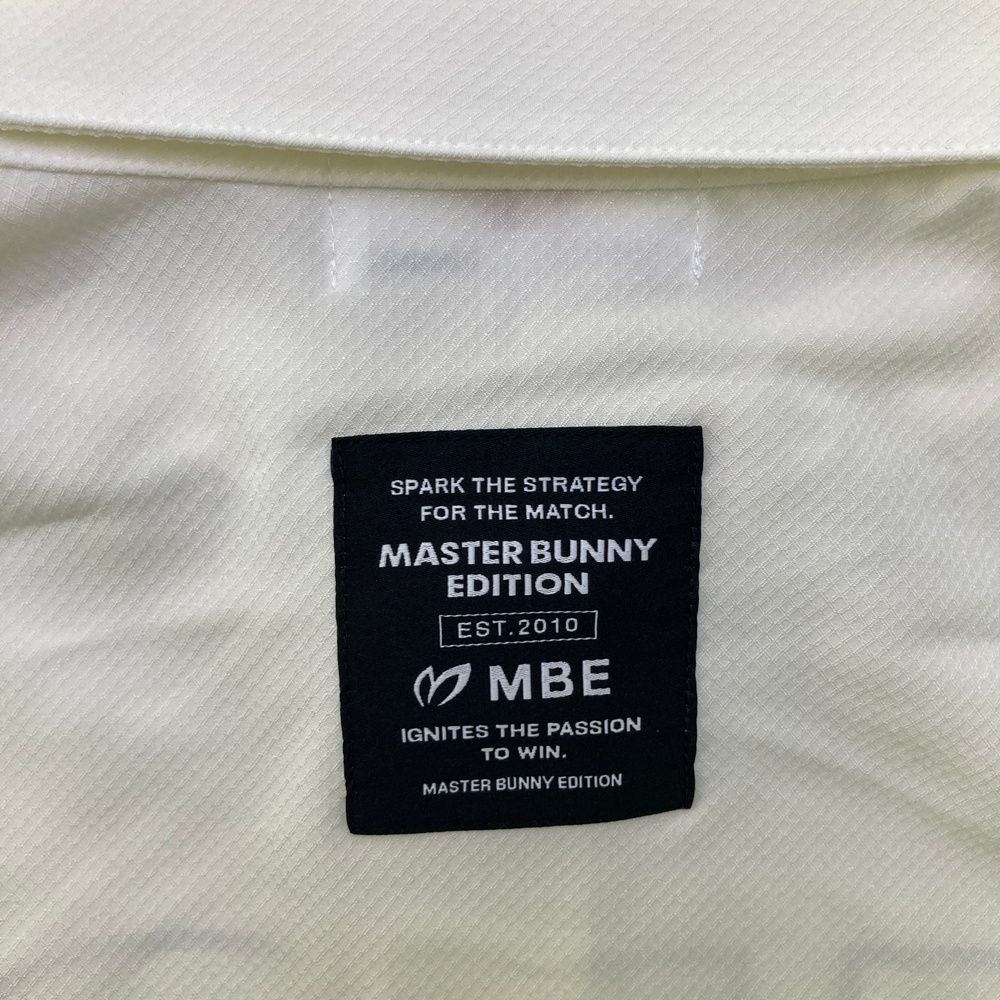 SPARK THE STRATEGY
FOR THE MATCH.
MASTER BUNNY
EDITION
EST.2010
MBE
IGNITES THE PASSION
TO WIN.
MASTER BUNNY EDITION